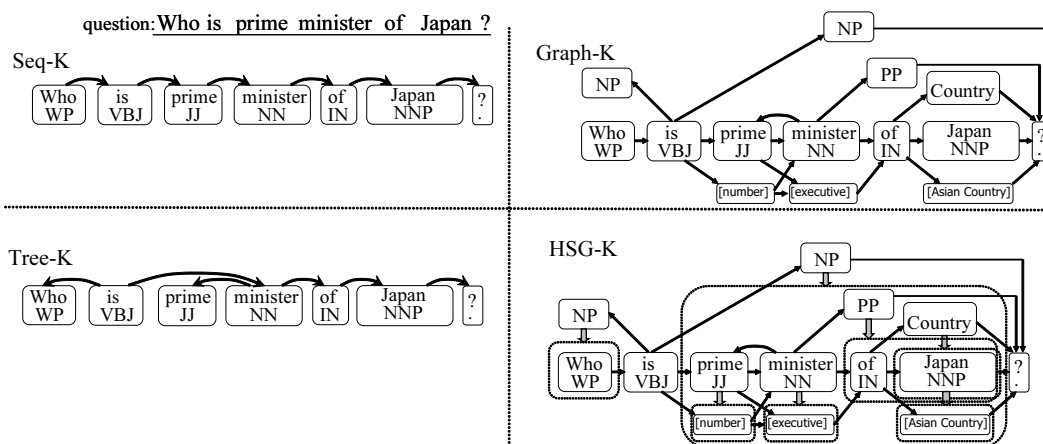 question: Who is prime minister of Japan ?
Seq-K
Who is prime minister of Japan ?
WP VBJ JJ NN IN NNP .
Graph-K
NP
NP PP
Country
Who is prime minister of Japan ?
WP VBJ JJ NN IN NNP .
[number] [executive] [Asian Country]
Tree-K
Who is prime minister of Japan ?
WP VBJ JJ NN IN NNP .
HSG-K
NP
NP PP
Country
Who is prime minister of Japan ?
WP VBJ JJ NN IN NNP .
[number] [executive] [Asian Country]